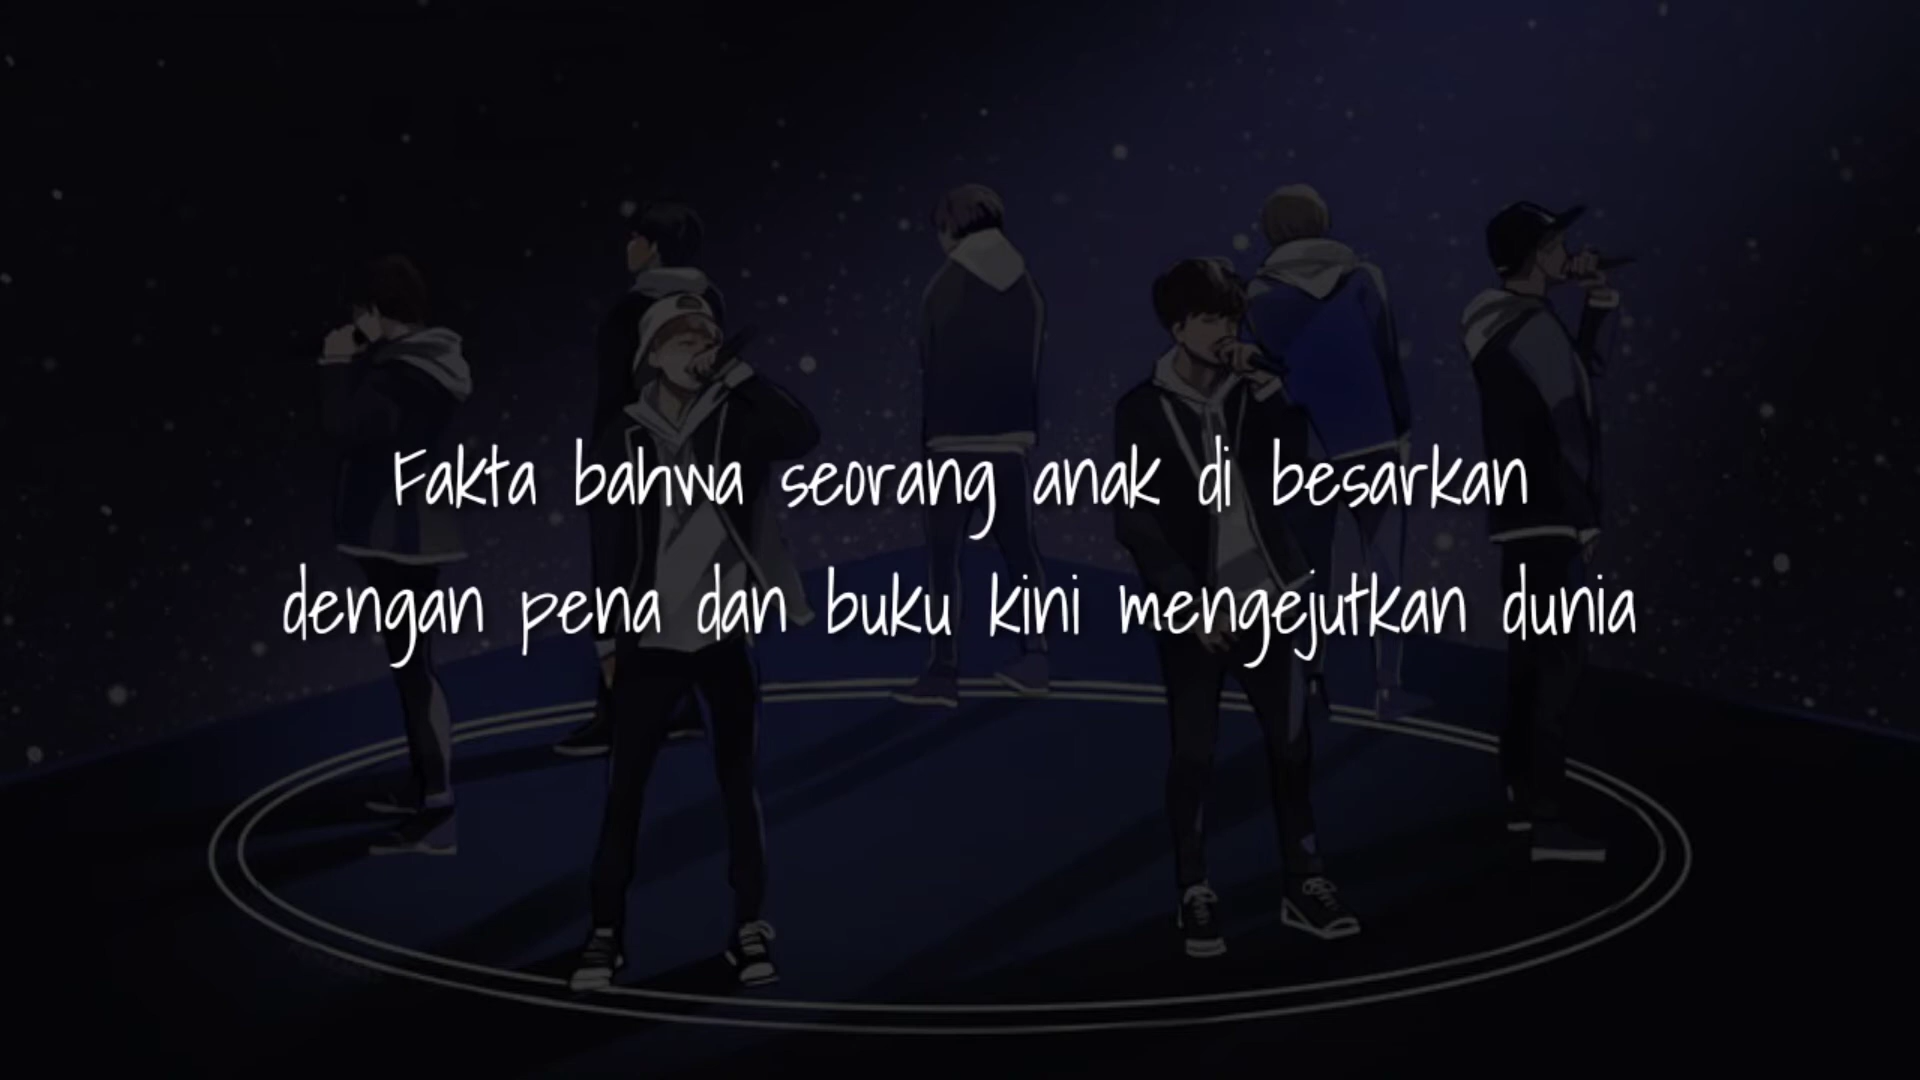 Fakta bahwa seorang anak di besarkan
dengan pena dan buku kini mengejutkan dunia